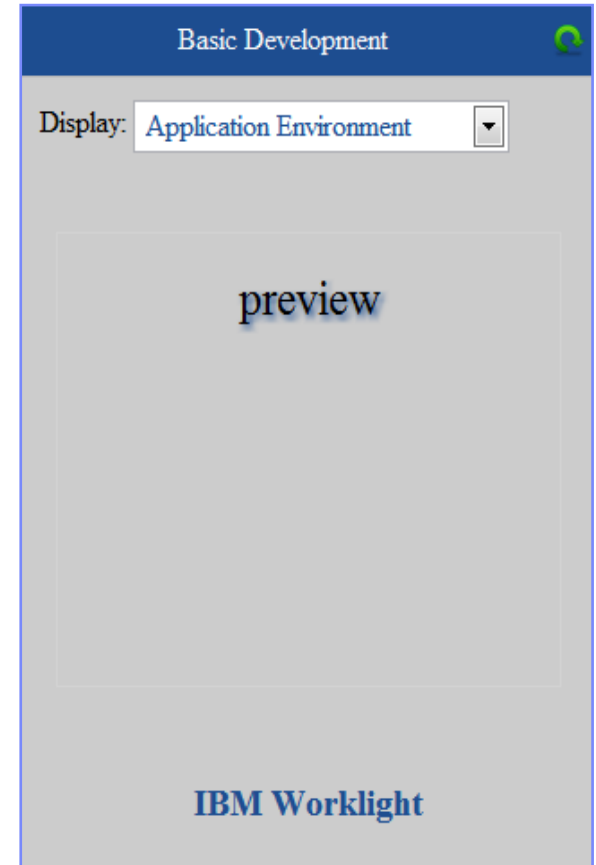 Basic Development
Display: Application Environment
preview
IBM Worklight